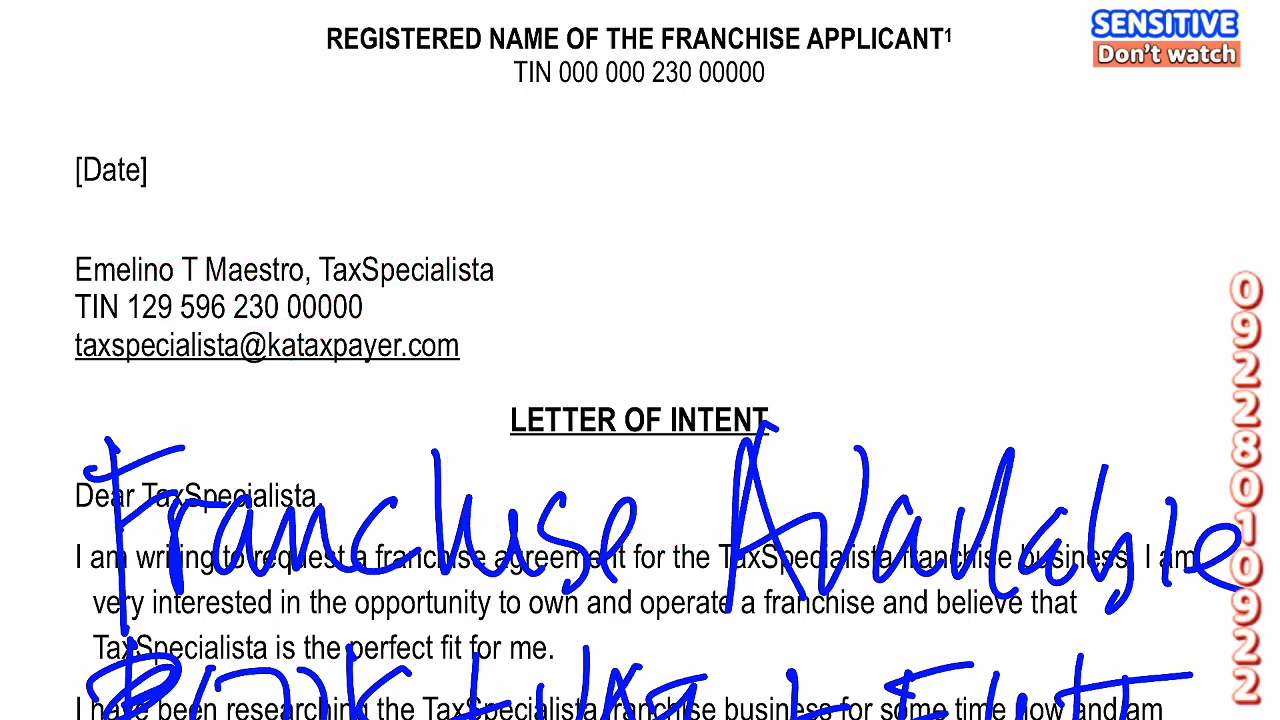 REGISTERED NAME OF THE FRANCHISE APPLICANT¹
TIN 000 000 230 00000
SENSITIVE
Don't watch
[Date]
Emelino T Maestro, TaxSpecialista
TIN 129 596 230 00000
taxspecialista@kataxpayer.com
LETTER OF INTENT
Dear TaxSpecialista,
Franchise Available
I am writing to request a franchise agreement for the TaxSpecialista franchise business. I am
very interested in the opportunity to own and operate a franchise and believe that
TaxSpecialista is the perfect fit for me.
I have been researching the TaxSpecialista franchise business for some time now and am
09228010922